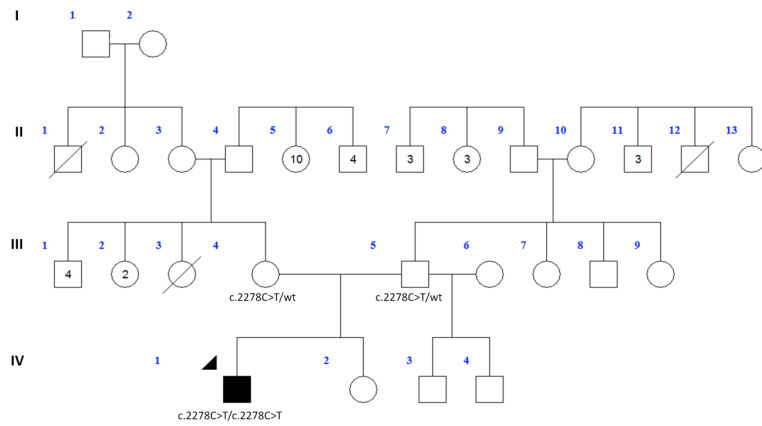 I 1 2
II 1 2 3 4 5 6 7 8 9 10 11 12 13
10 4 3 3 3
III 1 2 3 4 5 6 7 8 9
4 2
c.2278C>T/wt c.2278C>T/wt
IV 1 2 3 4
c.2278C>T/c.2278C>T